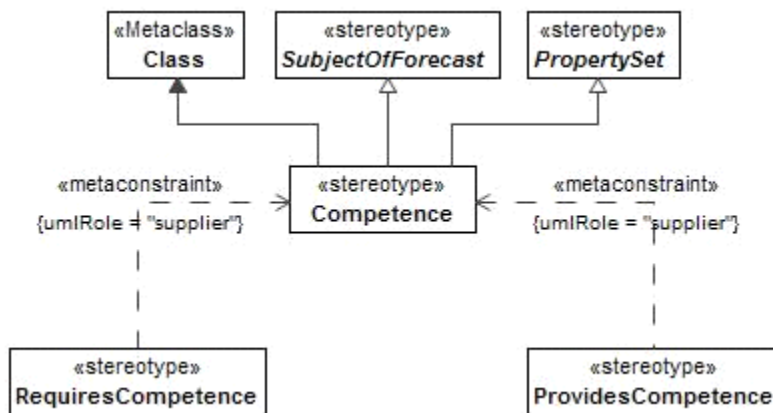 «Metaclass»
Class
«stereotype»
SubjectOfForecast
«stereotype»
PropertySet
«stereotype»
Competence
«metaconstraint»
{umlRole = "supplier"}
«metaconstraint»
{umlRole = "supplier"}
«stereotype»
RequiresCompetence
«stereotype»
ProvidesCompetence